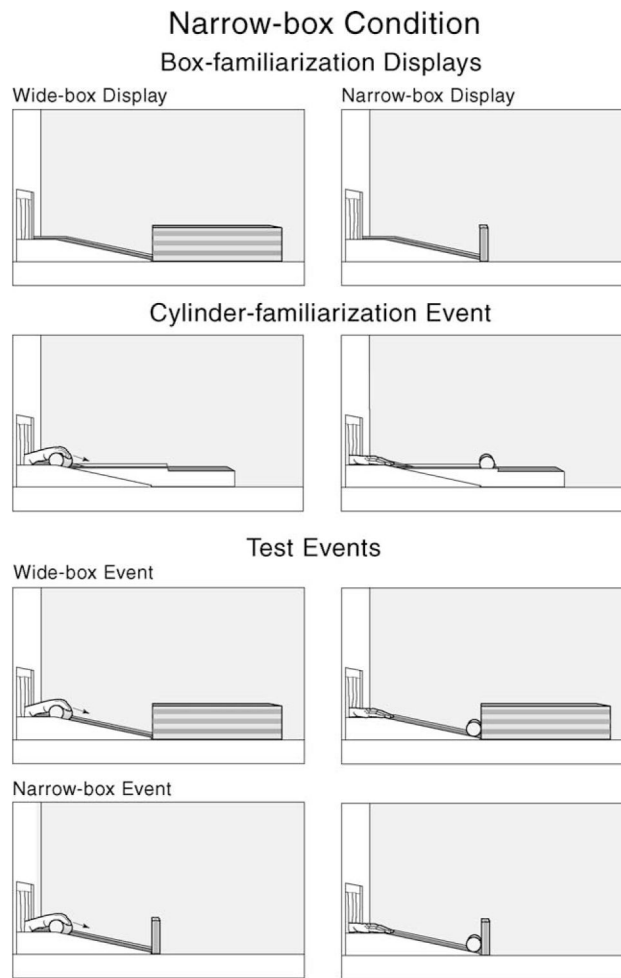 Narrow-box Condition
Box-familiarization Displays
Wide-box Display
Narrow-box Display
Cylinder-familiarization Event
Test Events
Wide-box Event
Narrow-box Event